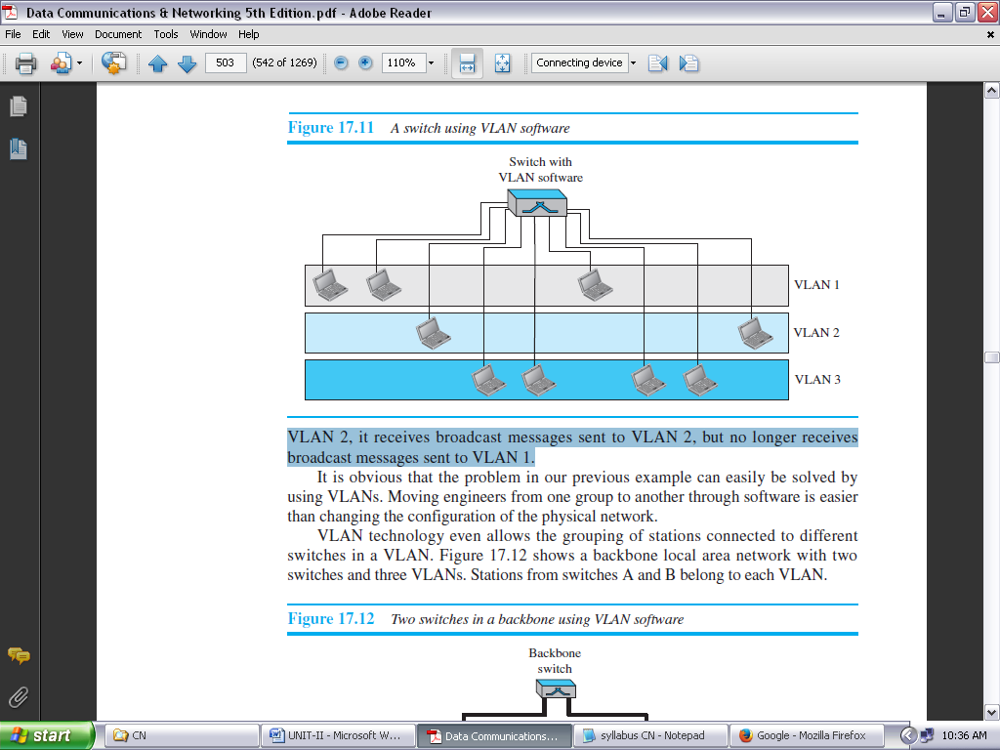 Data Communications & Networking 5th Edition.pdf - Adobe Reader
File Edit View Document Tools Window Help
503 (542 of 1269) 110% Connecting device
Figure 17.11 A switch using VLAN software
Switch with
VLAN software
VLAN 1
VLAN 2
VLAN 3
VLAN 2, it receives broadcast messages sent to VLAN 2, but no longer receives
broadcast messages sent to VLAN 1.
It is obvious that the problem in our previous example can easily be solved by
using VLANs. Moving engineers from one group to another through software is easier
than changing the configuration of the physical network.
VLAN technology even allows the grouping of stations connected to different
switches in a VLAN. Figure 17.12 shows a backbone local area network with two
switches and three VLANs. Stations from switches A and B belong to each VLAN.
Figure 17.12 Two switches in a backbone using VLAN software
Backbone
switch
start CN UNIT-II - Microsoft W... Data Communications... syllabus CN - Notepad Google - Mozilla Firefox 10:36 AM